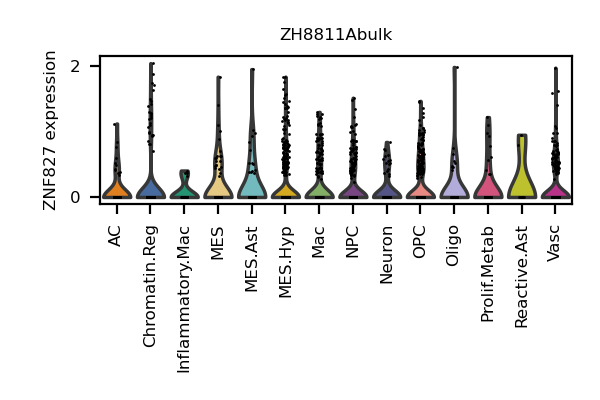 ZH8811Abulk
ZNF827 expression
2
0
AC
Chromatin.Reg
Inflammatory.Mac
MES
MES.Ast
MES.Hyp
Mac
NPC
Neuron
OPC
Oligo
Prolif.Metab
Reactive.Ast
Vasc